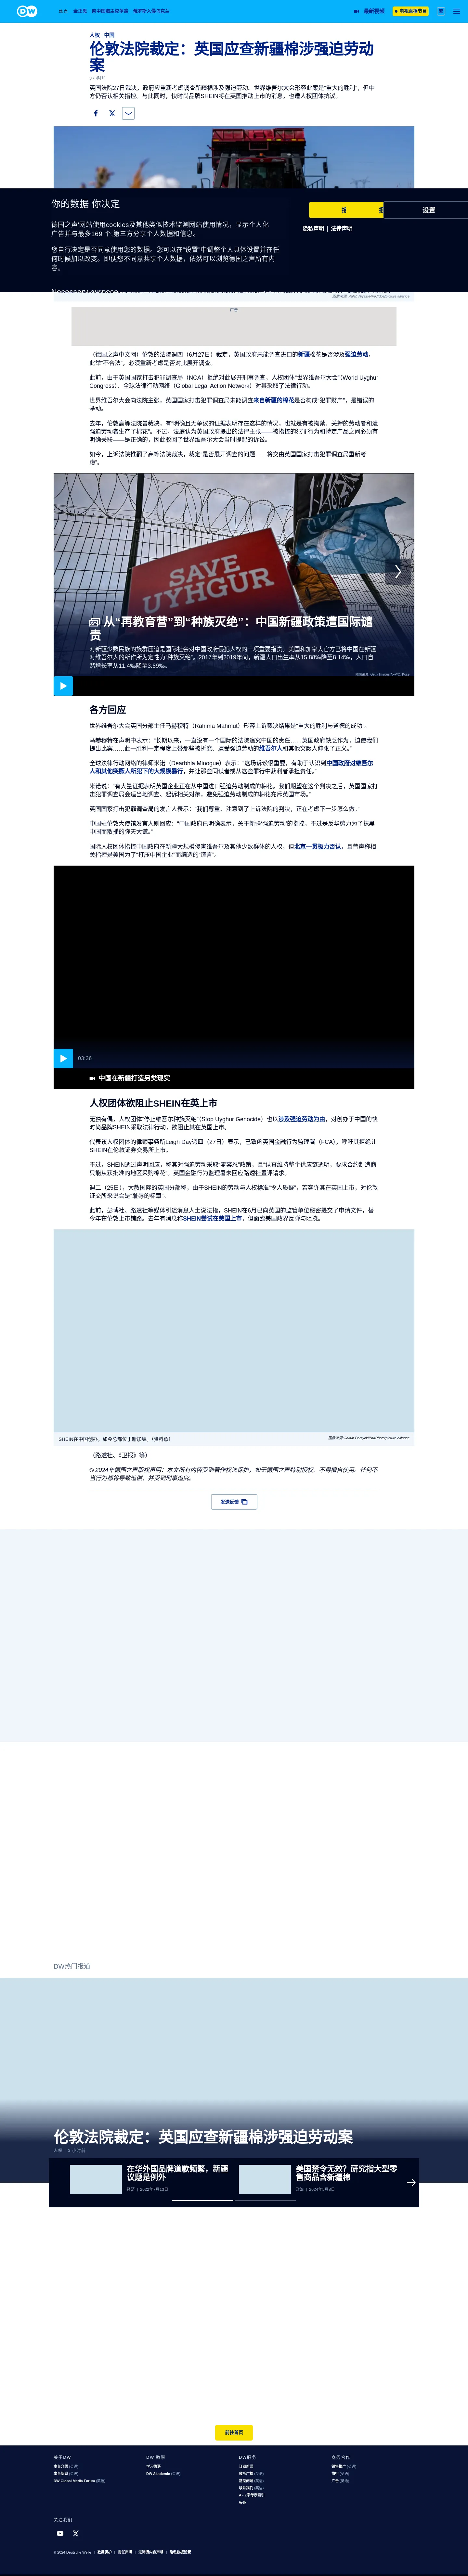 热点 金正恩 陈中国海及台争端 俄罗斯入侵乌克兰
最新视频
电视直播节目
繁
人权 | 中国
伦敦法院裁定：英国应查新疆棉涉强迫劳动
案
3 小时前
英国法院27日裁决，政府应重新考虑调查新疆棉涉及强迫劳动。世界维吾尔大会形容此案是“重大的胜利”，但中
方仍否认相关指控。与此同时，快时尚品牌SHEIN将在英国推动上市的消息，也遭人权团体抗议。
你的数据 你决定
德国之声'网站使用cookies及其他类似技术监测网站使用情况，显示个人化
广告并与最多169 个;第三方分享个人数据和信息。
您自行决定是否同意使用您的数据。您可以在“设置”中调整个人具体设置并在任
何时候加以改变。即便您不同意共享个人数据，依然可以浏览德国之声所有内
容。
设置
隐私声明 | 法律声明
广告
（德国之声中文网）伦敦的法院週四（6月27日）裁定，英国政府未能调查进口的新疆棉花是否涉及强迫劳动，
此举“不合法”，必须重新考虑是否对此展开调查。
此前，由于英国国家打击犯罪调查局（NCA）拒绝对此展开刑事调查，人权团体“世界维吾尔大会”（World Uyghur
Congress）、全球法律行动网络（Global Legal Action Network）对其采取了法律行动。
世界维吾尔大会向法院主张，英国国家打击犯罪调查局未能调查来自新疆的棉花是否构成“犯罪财产”，是错误的
举动。
去年，伦敦高等法院曾裁决，有“明确且无争议的证据表明存在这样的情况，也就是有被拘禁、关押的劳动者和遭
强迫劳动者生产了棉花”。不过，法庭认为英国政府提出的法律主张——被指控的犯罪行为和特定产品之间必须有
明确关联——是正确的，因此驳回了世界维吾尔大会当时提起的诉讼。
如今，上诉法院推翻了高等法院裁决，裁定“是否展开调查的问题……将交由英国国家打击犯罪调查局重新考
虑”。
SAVE UYHGUR
从“再教育营”到“种族灭绝”：中国新疆政策遭国际谴
责
对新疆少数民族的族群压迫是国际社会对中国政府侵犯人权的一项重要指责。美国和加拿大官方已将中国在新疆
对维吾尔人的所作所为定性为“种族灭绝”。2017年到2019年间，新疆人口出生率从15.88‰降至8.14‰，人口自
然增长率从11.4‰降至3.69‰。
各方回应
世界维吾尔大会英国分部主任马赫穆特（Rahima Mahmut）形容上诉裁决结果是“重大的胜利与道德的成功”。
马赫穆特在声明中表示：“长期以来，一直没有一个国际的法院追究中国的责任……英国政府缺乏作为，迫使我们
提出此案……此一胜利一定程度上替那些被折磨、遭受强迫劳动的维吾尔人和其他突厥人伸张了正义。”
全球法律行动网络的律师米诺（Dearbhla Minogue）表示：“这场诉讼很重要，有助于认识到中国政府对维吾尔
人和其他突厥人所犯下的大规模暴行，并让那些同谋者或从这些罪行中获利者承担责任。”
米诺说：“有大量证据表明英国企业正在从中国进口强迫劳动制成的棉花。我们期望在这个判决之后，英国国家打
击犯罪调查局会适当地调查、起诉相关对象，避免强迫劳动制成的棉花充斥英国市场。”
英国国家打击犯罪调查局的发言人表示：“我们尊重、注意到了上诉法院的判决，正在考虑下一步怎么做。”
中国驻伦敦大使馆发言人则回应：“中国政府已明确表示，关于新疆‘强迫劳动’的指控，不过是反华势力为了抹黑
中国而散播的弥天大谎。”
国际人权团体指控中国政府在新疆大规模侵害维吾尔及其他少数群体的人权，但北京一贯极力否认，且曾声称相
关指控是美国为了“打压中国企业”而编造的“谎言”。
03:36
中国在新疆打造另类现实
人权团体欲阻止SHEIN在英上市
无独有偶，人权团体“停止维吾尔种族灭绝”（Stop Uyghur Genocide）也以涉及强迫劳动为由，对创办于中国的快
时尚品牌SHEIN采取法律行动，欲阻止其在英国上市。
代表该人权团体的律师事务所Leigh Day週四（27日）表示，已致函英国金融行为监理署（FCA），呼吁其拒绝让
SHEIN在伦敦证券交易所上市。
不过，SHEIN透过声明回应，称其对强迫劳动采取“零容忍”政策，且“认真维持整个供应链透明，要求合约制造商
只能从获批准的地区采购棉花”。英国金融行为监理署未回应路透社置评请求。
週二（25日），大赦国际的英国分部称，由于SHEIN的劳动与人权標准“令人质疑”，若容许其在英国上市，对伦敦
证交所来说会是“耻辱的标章”。
此前，彭博社、路透社等媒体引述消息人士说法指，SHEIN在6月已向英国的监管单位秘密提交了申请文件，替
今年在伦敦上市铺路。去年有消息称SHEIN尝试在美国上市，但面临美国政界反弹与阻碍。
SHEIN在中国创办，如今总部位于新加坡。（资料照）
图像来源 Jakub Porzycki/NurPhoto/picture alliance
（路透社、《卫报》等）
© 2024年德国之声版权声明：本文所有内容受到著作权法保护，如无德国之声特别授权，不得擅自使用。任何不
当行为都将导致追偿，并受到刑事追究。
发送反馈
DW热门报道
伦敦法院裁定：英国应查新疆棉涉强迫劳动案
人权 | 3 小时前
在华外国品牌道歉频繁，新疆
议题是例外
经济 | 2022年7月13日
美国禁令无效？研究指大型零
售商品含新疆棉
政治 | 2024年5月6日
前往首页
关于DW
DW 教学
DW服务
商务合作
关注我们
© 2024 Deutsche Welle | 数据保护 | 责任声明 | 无障碍内容声明 | 隐私数据设置